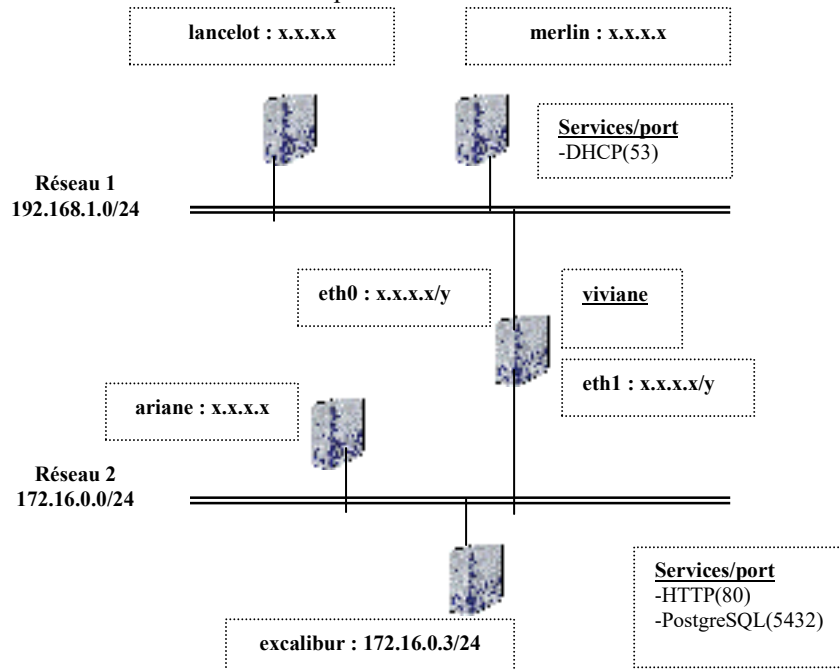 lancelot : x.x.x.x
merlin : x.x.x.x
Services/port
-DHCP(53)
Réseau 1
192.168.1.0/24
eth0 : x.x.x.x/y
viviane
eth1 : x.x.x.x/y
ariane : x.x.x.x
Réseau 2
172.16.0.0/24
Services/port
-HTTP(80)
-PostgreSQL(5432)
excalibur : 172.16.0.3/24